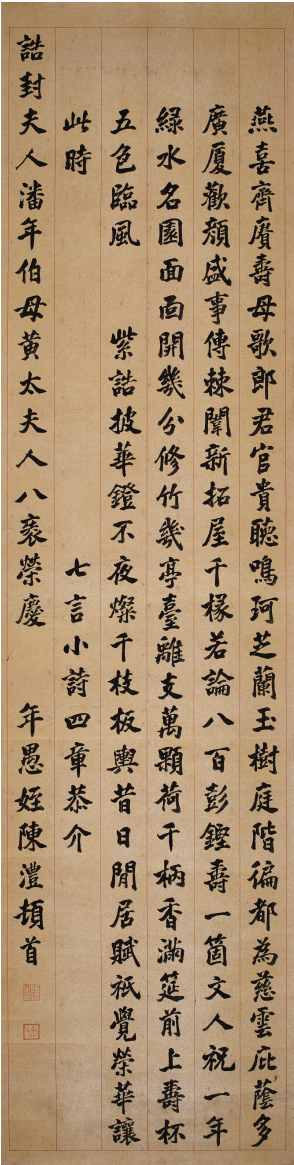 燕喜齊賡壽母歌郎君官貴聽鳴珂芝蘭玉樹庭階徧都為慈雲庇蔭多
廣厦歡顏盛事傳棘闈新拓屋千椽若論八百彭鏗壽一箇文人祝一年
綠水名園面面開幾分修竹幾亭臺離支萬顆荷千柄香滿筵前上壽杯
五色臨風紫誥披華鐙不夜燦千枝板輿昔日閒居賦祇覺榮華讓
此時 七言小詩四章恭介
誥封夫人潘年伯母黃太夫人八袠榮慶 年愚姪陳澧頓首